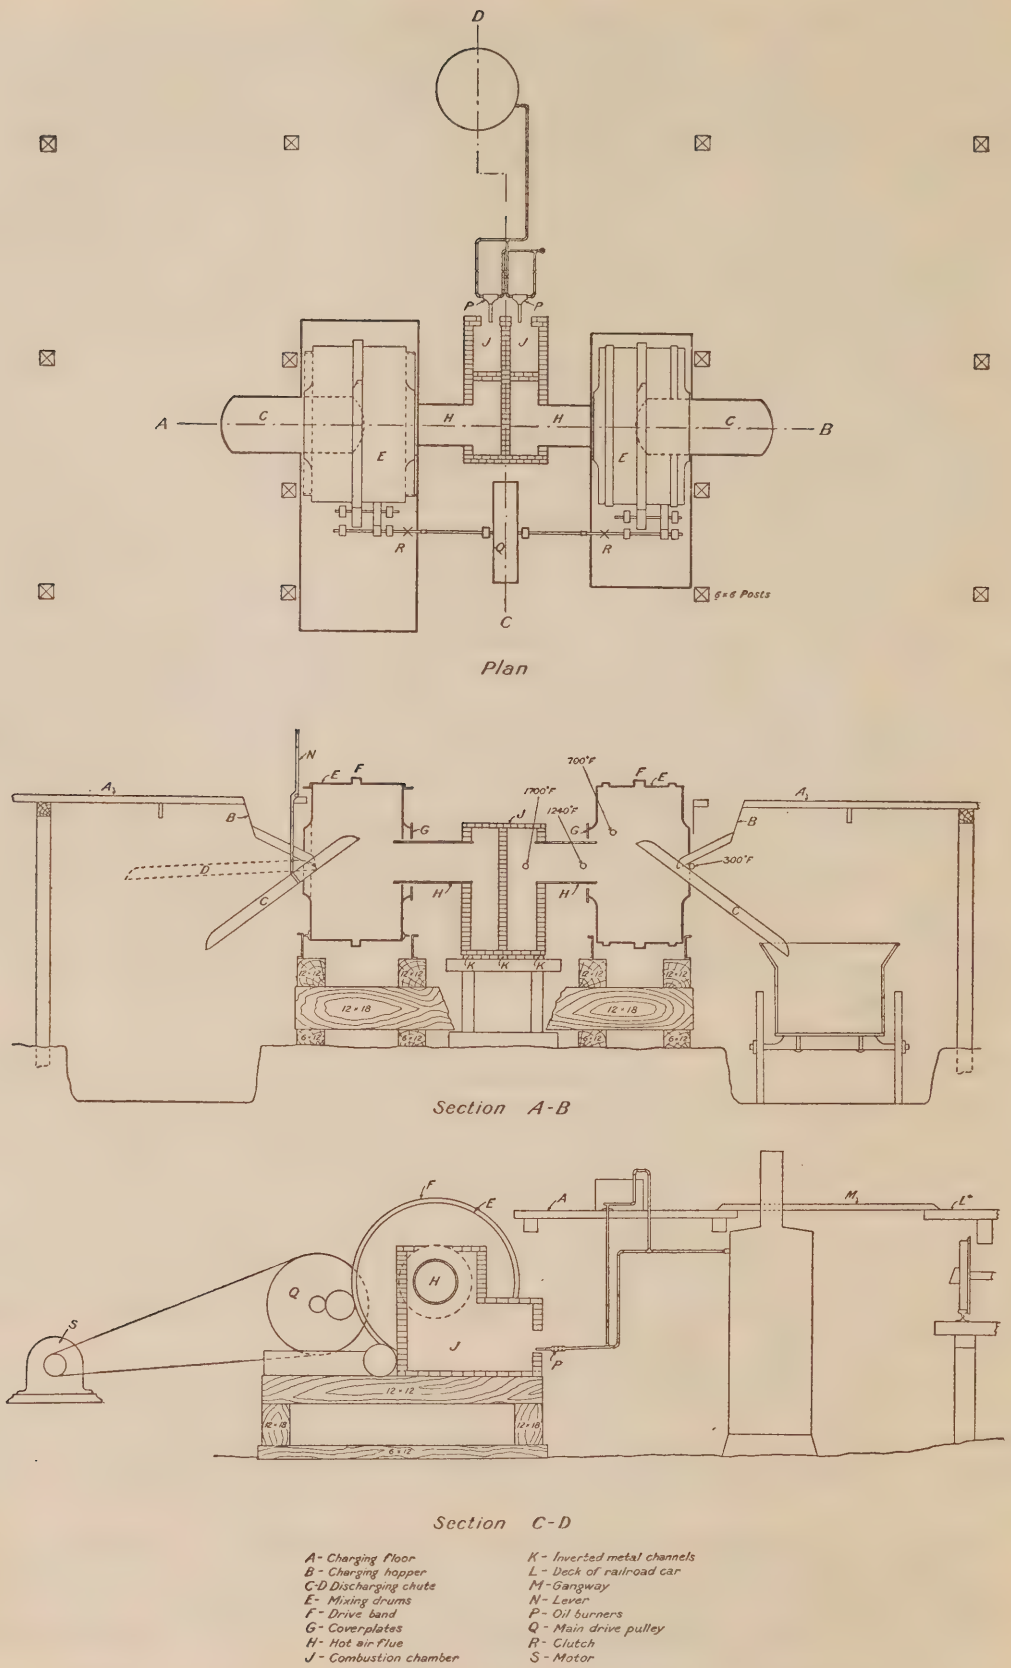 D
P P
J J
A C H H C B
E E
R Q R
6×6 Posts
C
Plan
N
E F
700°F
F E
A
1700°F
1240°F
A
B
G
J
G
B
D
300°F
C
H
H
C
K K K
12×12 12×12 12×12 12×12
12×18 12×18
6×12 6×12 6×12 6×12
Section A-B
F
E
A
M
L
Q
H
S
J
P
12×12
12×18 12×18
6×12
Section C-D
A - Charging floor
B - Charging hopper
C-D Discharging chute
E - Mixing drums
F - Drive band
G - Coverplates
H - Hot air flue
J - Combustion chamber
K - Inverted metal channels
L - Deck of railroad car
M - Gangway
N - Lever
P - Oil burners
Q - Main drive pulley
R - Clutch
S - Motor